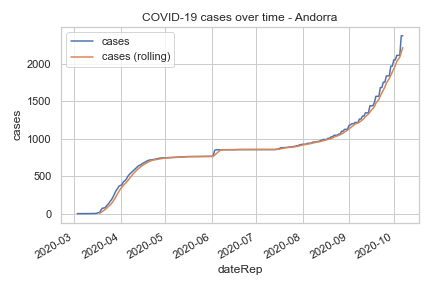 COVID-19 cases over time - Andorra
cases
cases (rolling)
cases
2000
1500
1000
500
0
2020-03
2020-04
2020-05
2020-06
2020-07
2020-08
2020-09
2020-10
dateRep